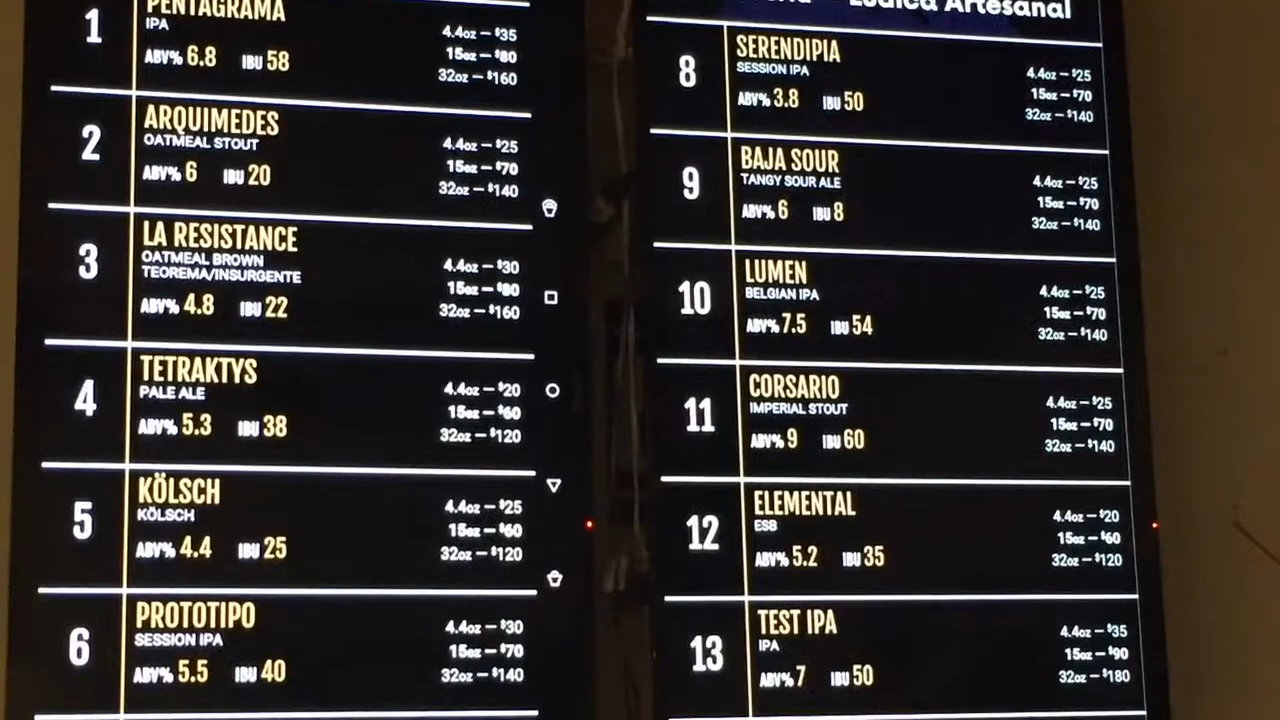 1
PENTAGRAMA
IPA
ABV% 6.8 IBU 58
4.4oz — $35
15oz — $80
32oz — $160
2
ARQUIMEDES
OATMEAL STOUT
ABV% 6 IBU 20
4.4oz — $25
15oz — $70
32oz — $140
3
LA RESISTANCE
OATMEAL BROWN
TEOREMA/INSURGENTE
ABV% 4.8 IBU 22
4.4oz — $30
15oz — $80
32oz — $160
4
TETRAKTYS
PALE ALE
ABV% 5.3 IBU 38
4.4oz — $20
15oz — $60
32oz — $120
5
KÖLSCH
KÖLSCH
ABV% 4.4 IBU 25
4.4oz — $25
15oz — $60
32oz — $120
6
PROTOTIPO
SESSION IPA
ABV% 5.5 IBU 40
4.4oz — $30
15oz — $70
32oz — $140
Lúdica Artesanal
8
SERENDIPIA
SESSION IPA
ABV% 3.8 IBU 50
4.4oz — $25
15oz — $70
32oz — $140
9
BAJA SOUR
TANGY SOUR ALE
ABV% 6 IBU 8
4.4oz — $25
15oz — $70
32oz — $140
10
LUMEN
BELGIAN IPA
ABV% 7.5 IBU 54
4.4oz — $25
15oz — $70
32oz — $140
11
CORSARIO
IMPERIAL STOUT
ABV% 9 IBU 60
4.4oz — $25
15oz — $70
32oz — $140
12
ELEMENTAL
ESB
ABV% 5.2 IBU 35
4.4oz — $20
15oz — $60
32oz — $120
13
TEST IPA
IPA
ABV% 7 IBU 50
4.4oz — $35
15oz — $90
32oz — $180